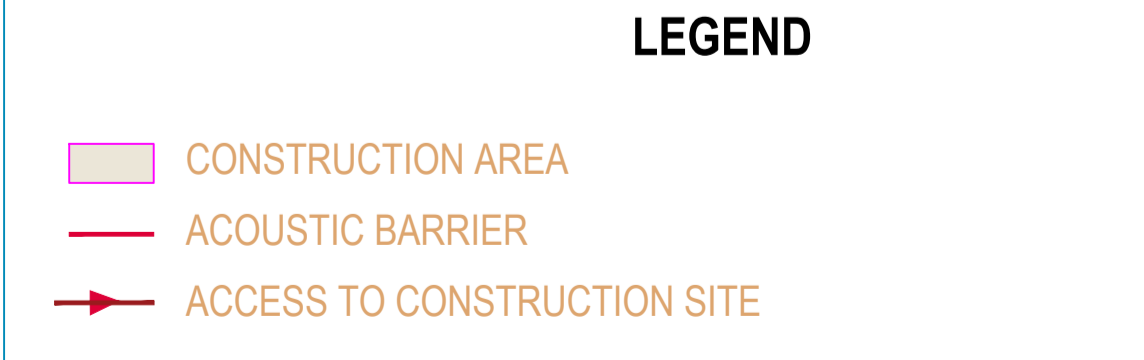 LEGEND
CONSTRUCTION AREA
ACOUSTIC BARRIER
ACCESS TO CONSTRUCTION SITE